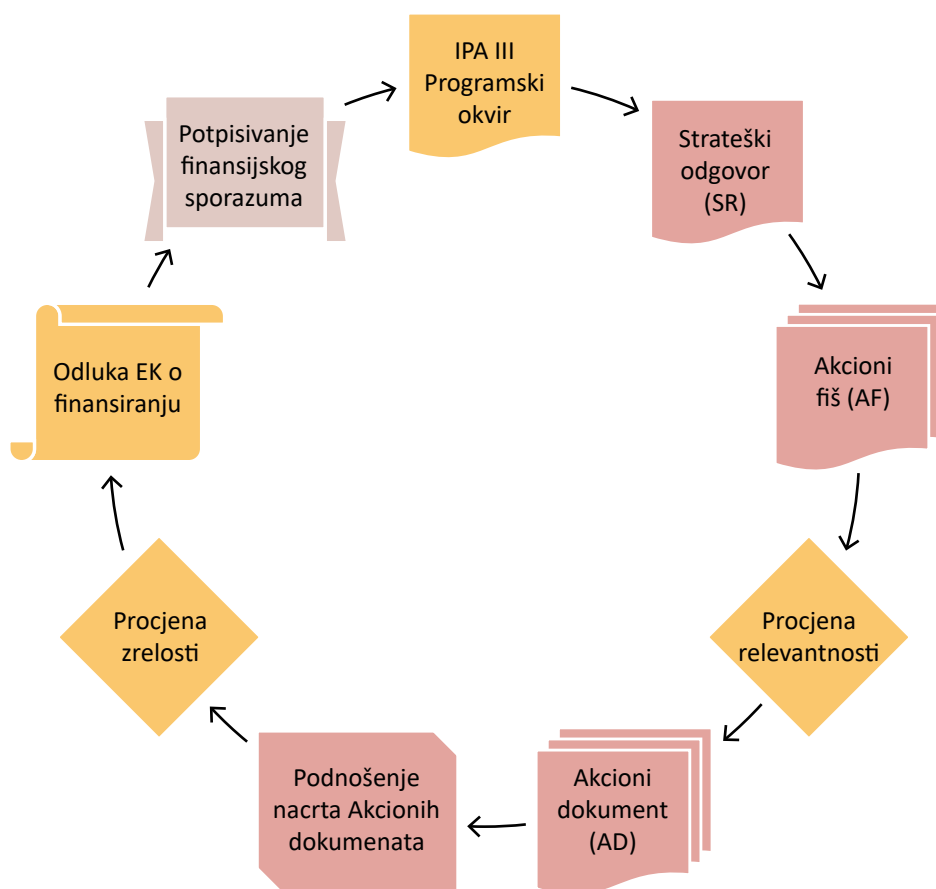 IPA III
Programski
okvir
Strateški
odgovor
(SR)
Akcioni
fiš (AF)
Procjena
relevantnosti
Akcioni
dokument
(AD)
Podnošenje
nacrta Akcionih
dokumenata
Procjena
zrelosti
Odluka EK o
finansiranju
Potpisivanje
finansijskog
sporazuma